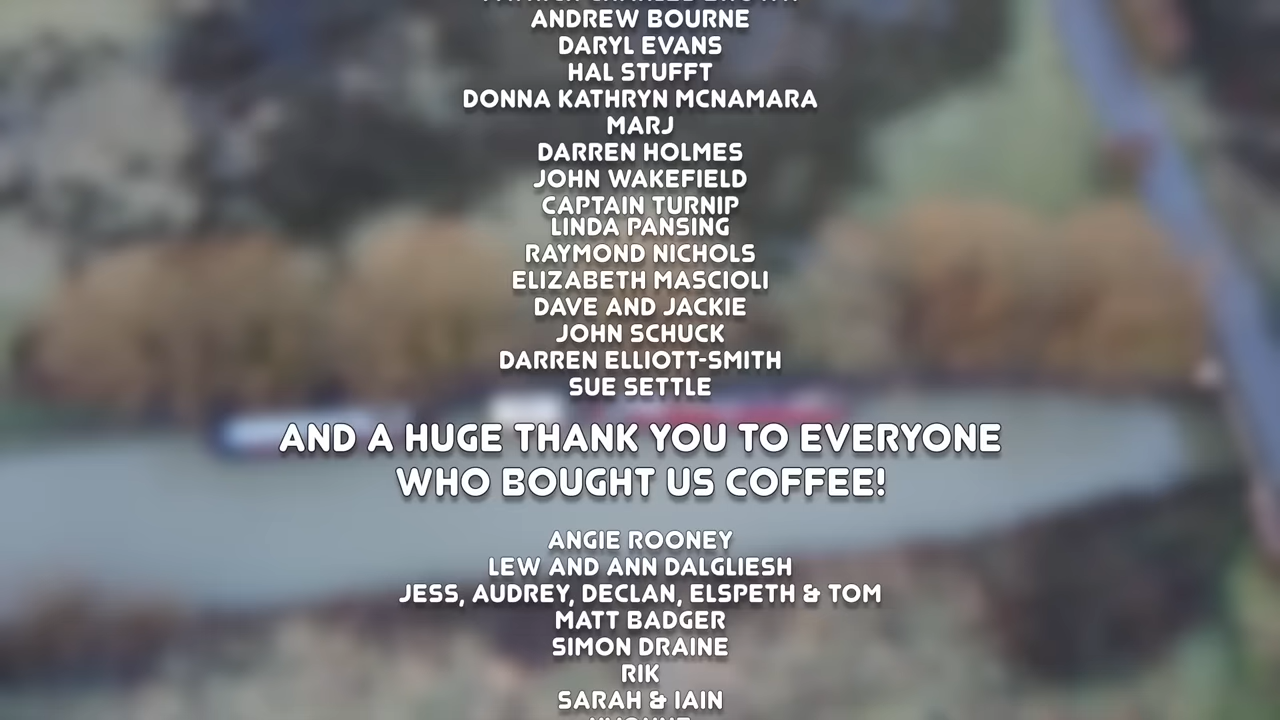 ANDREW BOURNE
DARYL EVANS
HAL STUFFT
DONNA KATHRYN MCNAMARA
MARJ
DARREN HOLMES
JOHN WAKEFIELD
CAPTAIN TURNIP
LINDA PANSING
RAYMOND NICHOLS
ELIZABETH MASCIOLI
DAVE AND JACKIE
JOHN SCHUCK
DARREN ELLIOTT-SMITH
SUE SETTLE
AND A HUGE THANK YOU TO EVERYONE
WHO BOUGHT US COFFEE!
ANGIE ROONEY
LEW AND ANN DALGLIESH
JESS, AUDREY, DECLAN, ELSPETH & TOM
MATT BADGER
SIMON DRAINE
RIK
SARAH & IAIN